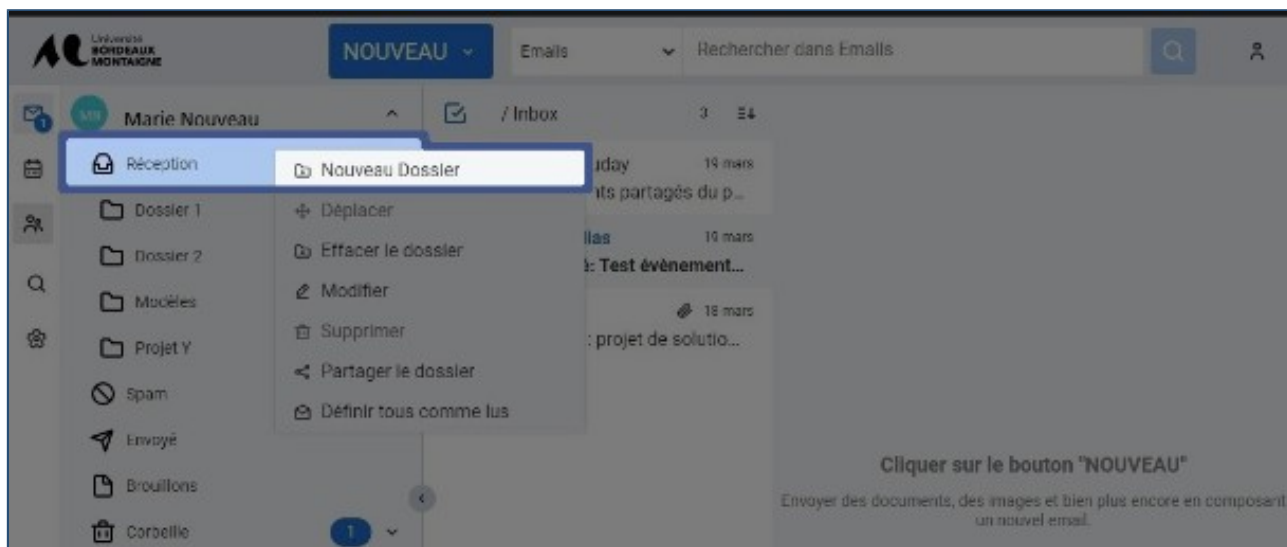 Université
BORDEAUX
MONTAIGNE
NOUVEAU
Emails
Rechercher dans Emails
1
MN
Marie Nouveau
/ Inbox
3
Réception
Nouveau Dossier
uday
19 mars
nts partagés du p...
Dossier 1
Déplacer
Dossier 2
Effacer le dossier
lias
19 mars
: Test évènement...
Modèles
Modifier
18 mars
Projet Y
Supprimer
: projet de solutio...
Spam
Partager le dossier
Envoyé
Définir tous comme lus
Brouillons
Corbeille
1
Cliquer sur le bouton "NOUVEAU"
Envoyer des documents, des images et bien plus encore en composant
un nouvel email.